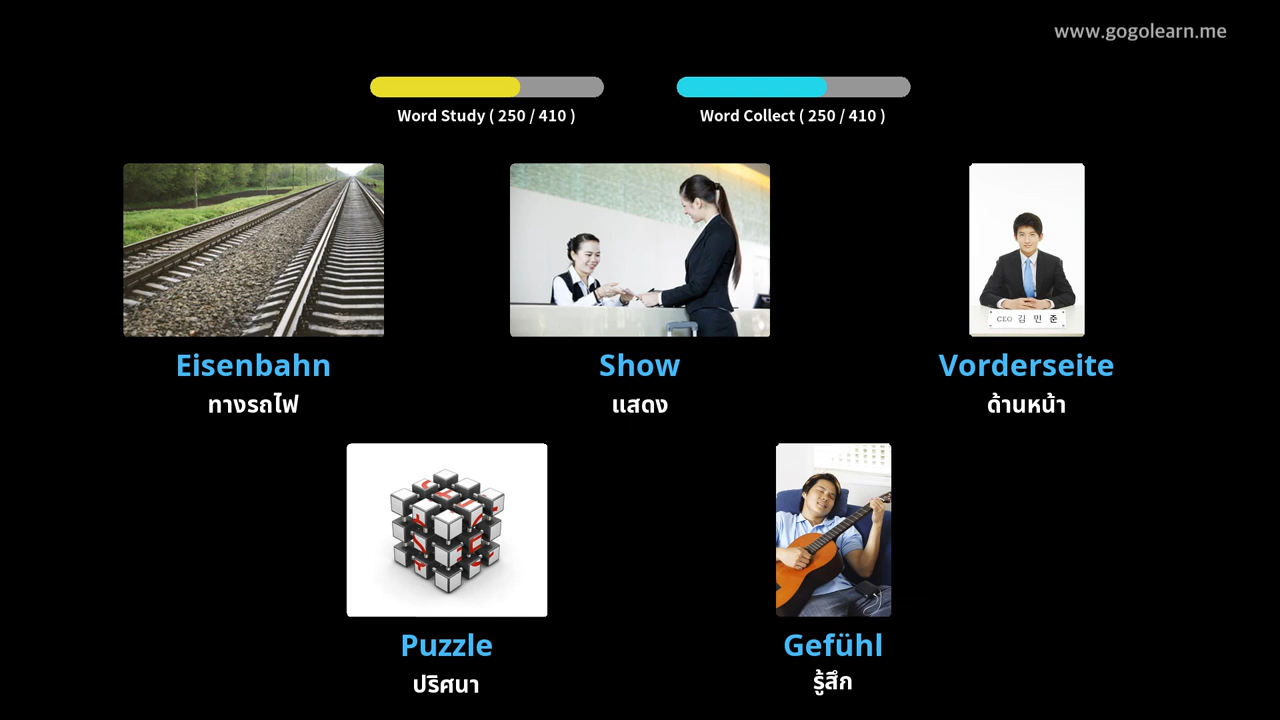 www.gogolearn.me
Word Study ( 250 / 410 )
Word Collect ( 250 / 410 )
CEO 김 민 준
Eisenbahn
Show
Vorderseite
ทางรถไฟ
แสดง
ด้านหน้า
Puzzle
Gefühl
ปริศนา
รู้สึก